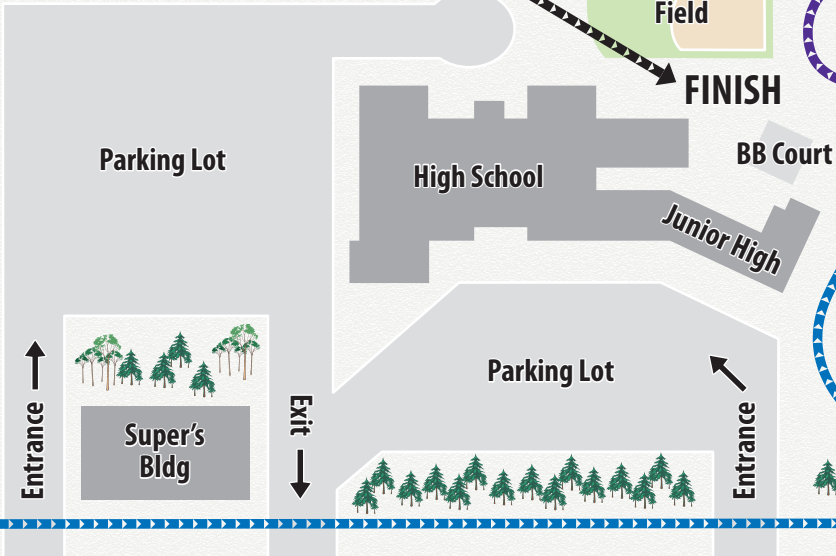 Field
FINISH
Parking Lot
BB Court
High School
Junior High
Parking Lot
Entrance
Super's
Bldg
Exit
Entrance